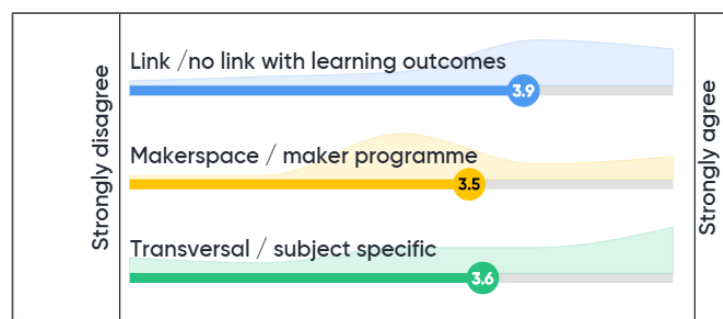 Strongly disagree
Link /no link with learning outcomes
3.9
Makerspace / maker programme
3.5
Transversal / subject specific
3.6
Strongly agree